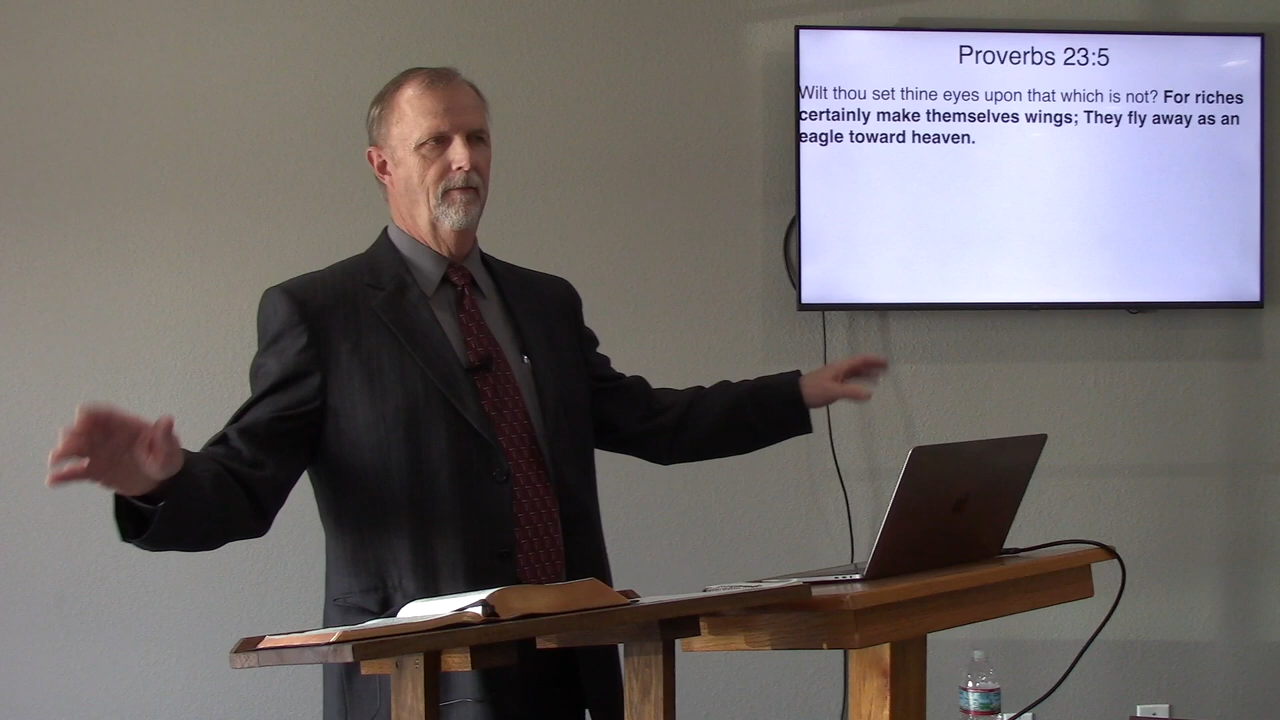 Proverbs 23:5
Wilt thou set thine eyes upon that which is not? For riches
certainly make themselves wings; They fly away as an
eagle toward heaven.